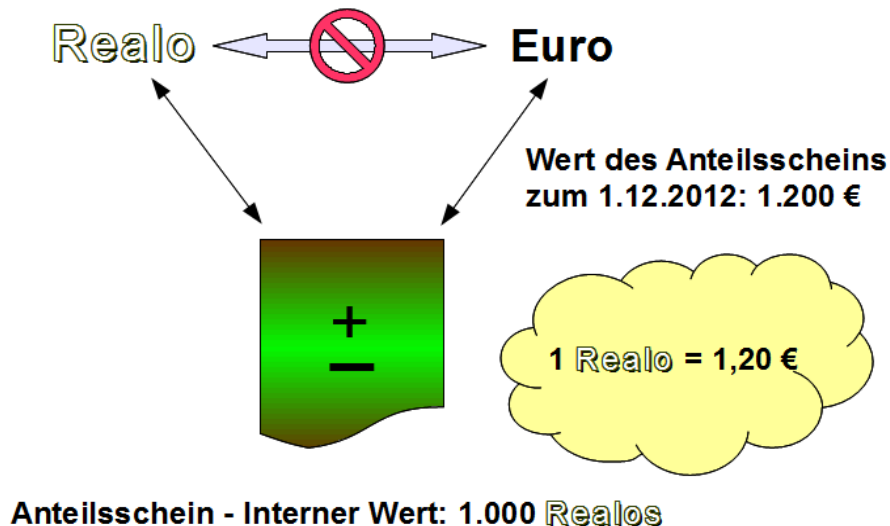 Realo
Euro
Wert des Anteilsscheins
zum 1.12.2012: 1.200 €
+
–
1 Realo = 1,20 €
Anteilsschein - Interner Wert: 1.000 Realos